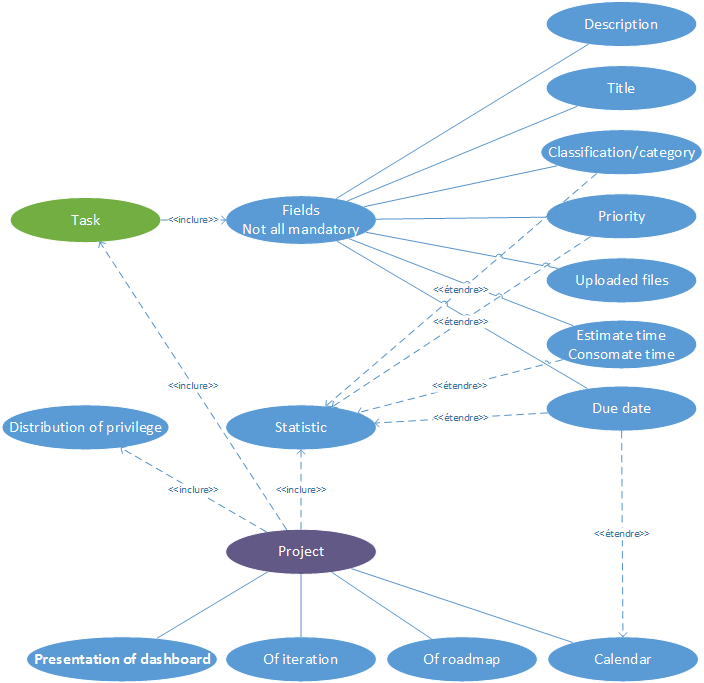 Description
Title
Classification/category
Task
<<inclure>>
Fields
Not all mandatory
Priority
Uploaded files
<<étendre>>
<<étendre>>
Estimate time
Consomate time
<<inclure>>
<<étendre>>
Due date
<<étendre>>
Distribution of privilege
Statistic
<<inclure>>
<<inclure>>
<<étendre>>
Project
Presentation of dashboard
Of iteration
Of roadmap
Calendar